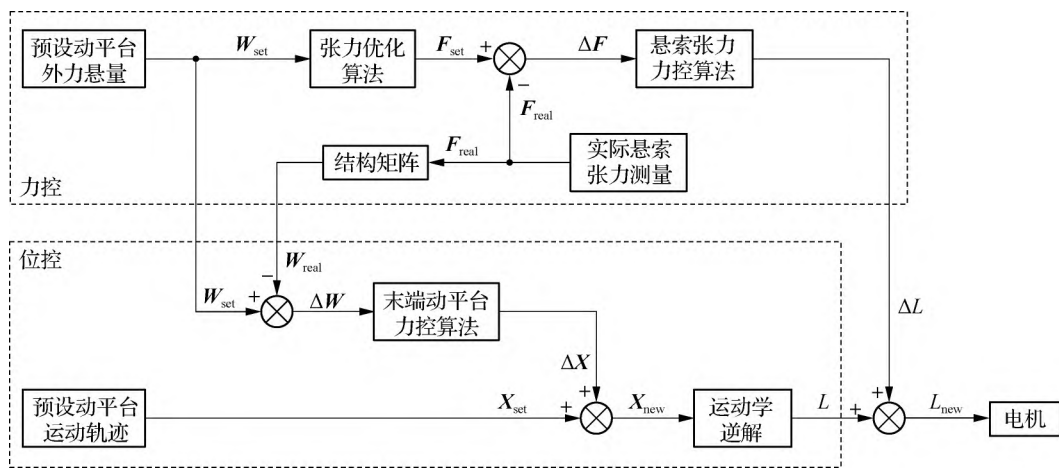 预设动平台
外力悬量
W_set
张力优化
算法
F_set
+
−
ΔF
悬索张力
力控算法
F_real
F_real
结构矩阵
实际悬索
张力测量
力控
位控
W_real
−
W_set
+
ΔW
末端动平台
力控算法
ΔX
ΔL
预设动平台
运动轨迹
X_set
+
+
X_new
运动学
逆解
L
+
+
L_new
电机